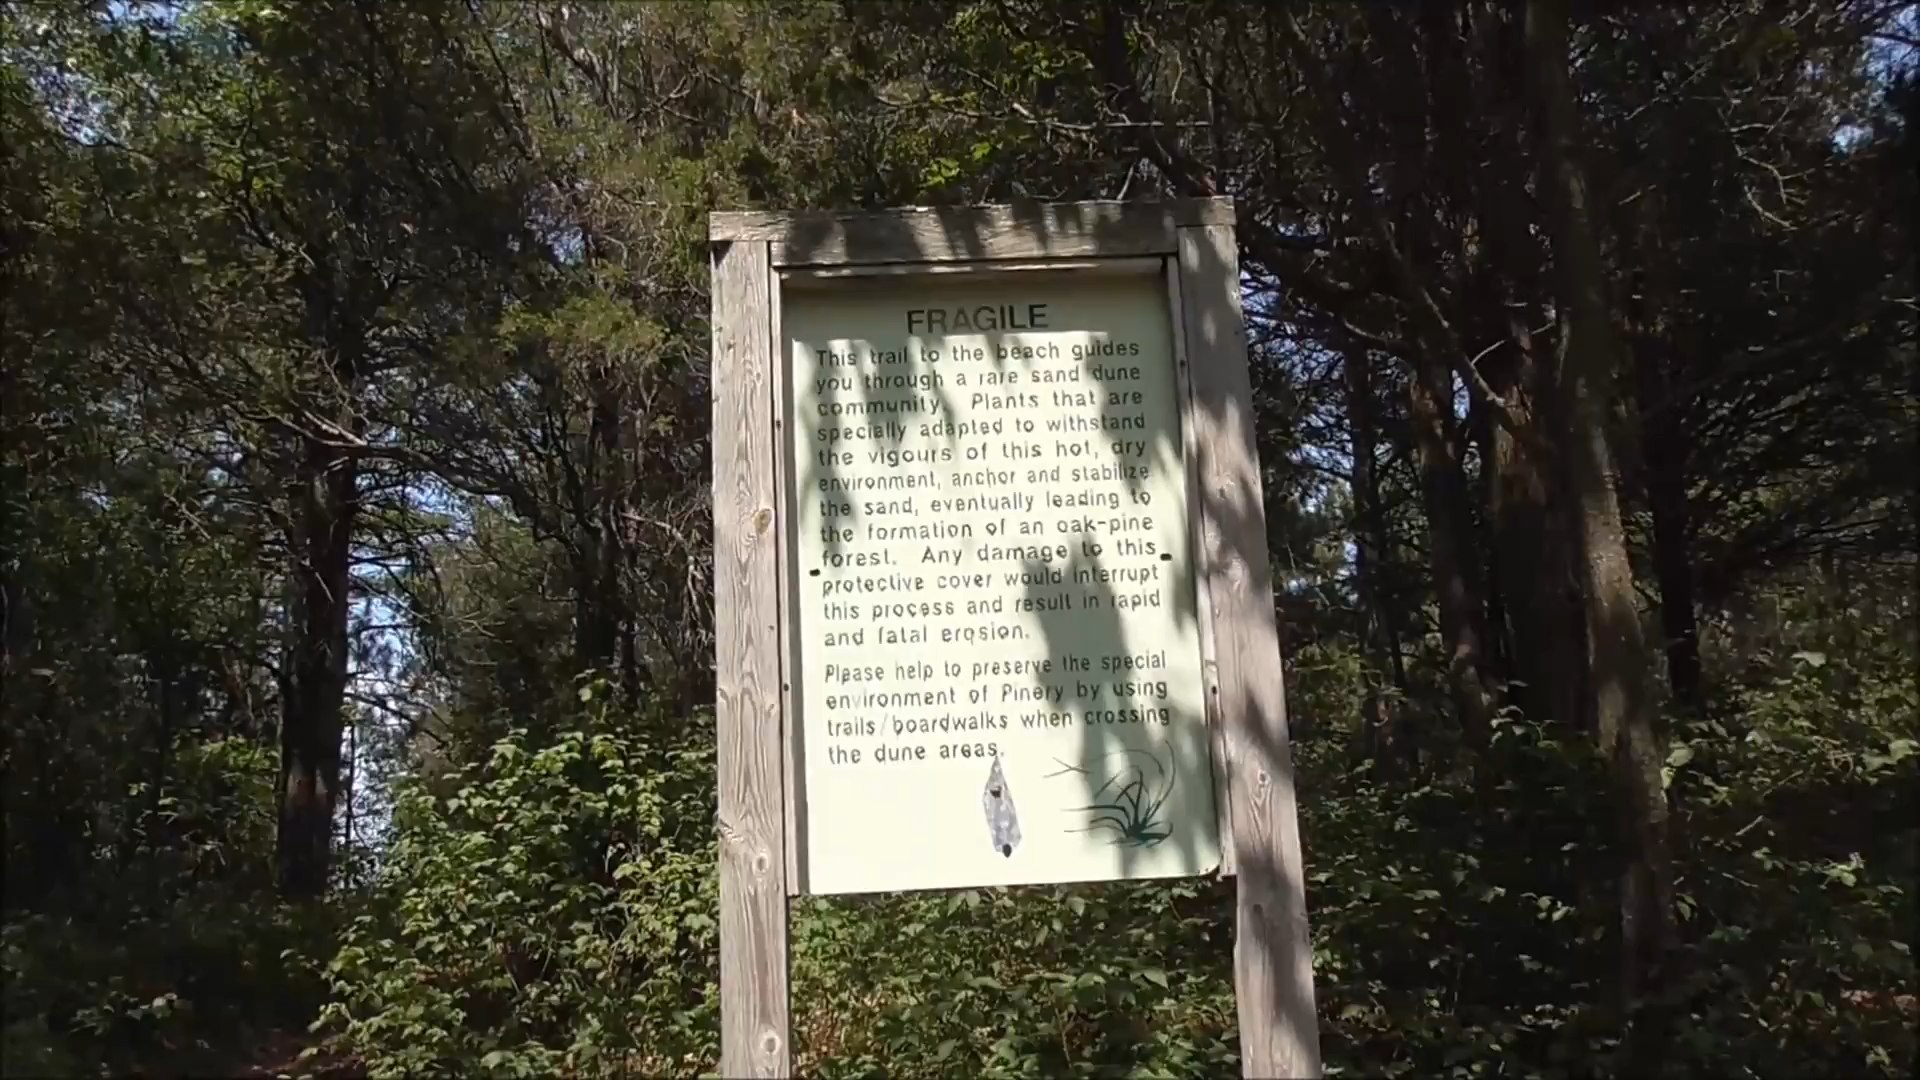 FRAGILE
This trail to the beach guides
you through a rare sand dune
community. Plants that are
specially adapted to withstand
the vigours of this hot, dry
environment, anchor and stabilize
the sand, eventually leading to
the formation of an oak-pine
forest. Any damage to this
protective cover would interrupt
this process and result in rapid
and fatal erosion.
Please help to preserve the special
environment of Pinery by using
trails/boardwalks when crossing
the dune areas.